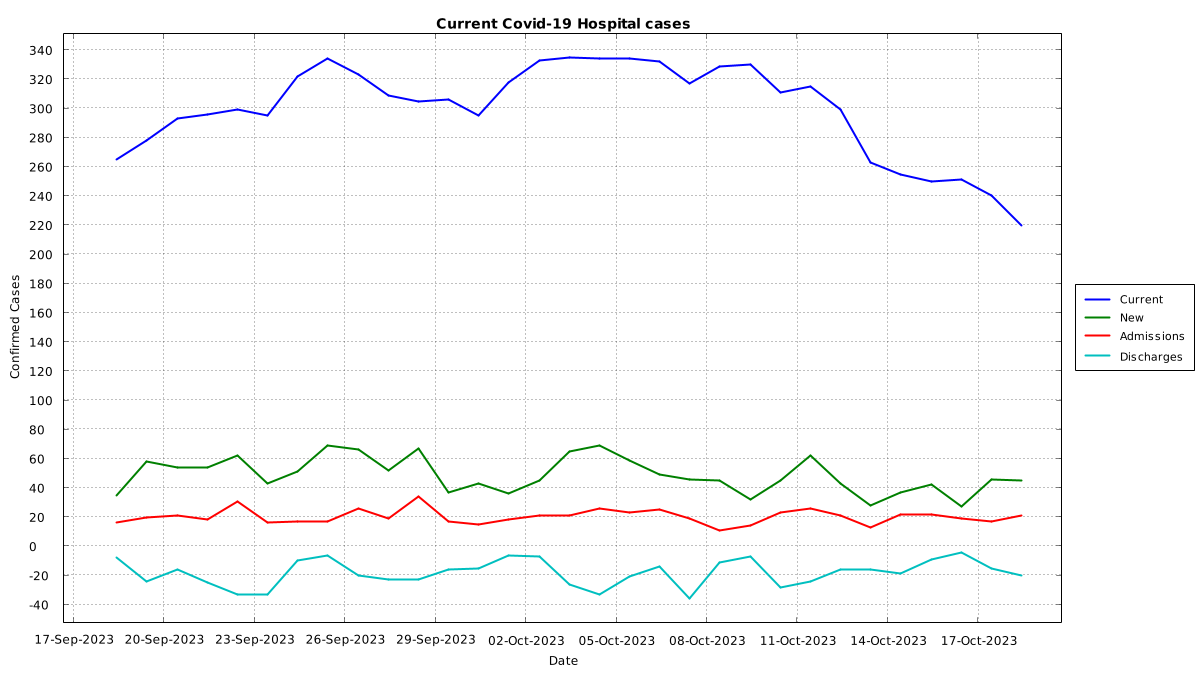 Current Covid-19 Hospital cases
340
320
300
280
260
240
220
200
180
160
140
120
100
80
60
40
20
0
-20
-40
Confirmed Cases
17-Sep-2023 20-Sep-2023 23-Sep-2023 26-Sep-2023 29-Sep-2023 02-Oct-2023 05-Oct-2023 08-Oct-2023 11-Oct-2023 14-Oct-2023 17-Oct-2023
Date
Current
New
Admissions
Discharges